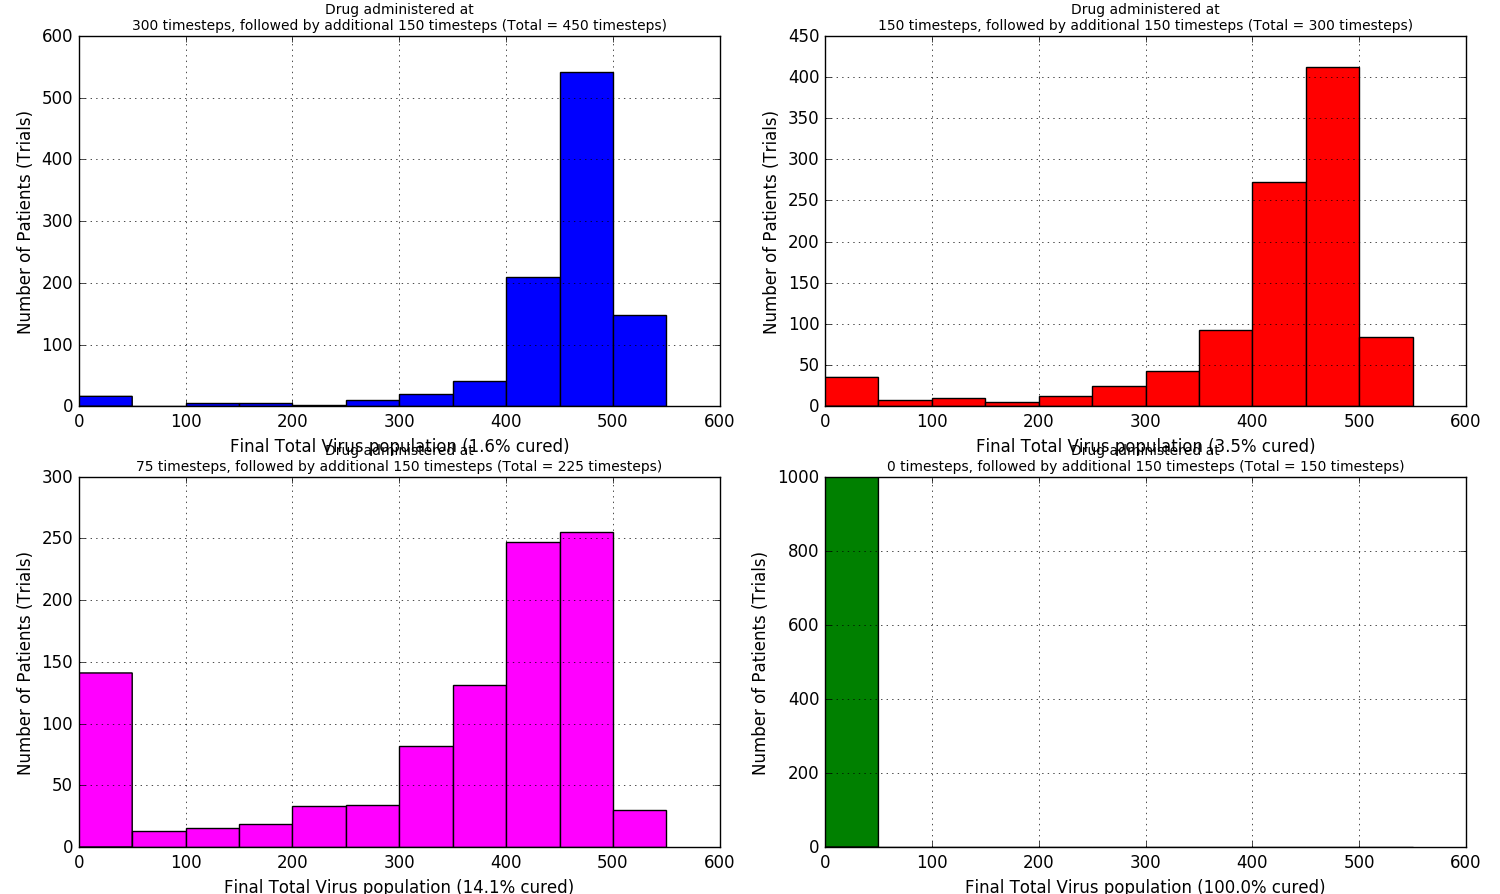 Drug administered at
300 timesteps, followed by additional 150 timesteps (Total = 450 timesteps)
600
500
400
300
200
100
0
Number of Patients (Trials)
0 100 200 300 400 500 600
Final Total Virus population (1.6% cured)
Drug administered at
150 timesteps, followed by additional 150 timesteps (Total = 300 timesteps)
450
400
350
300
250
200
150
100
50
0
Number of Patients (Trials)
0 100 200 300 400 500 600
Final Total Virus population (3.5% cured)
Drug administered at
75 timesteps, followed by additional 150 timesteps (Total = 225 timesteps)
300
250
200
150
100
50
0
Number of Patients (Trials)
0 100 200 300 400 500 600
Final Total Virus population (14.1% cured)
Drug administered at
0 timesteps, followed by additional 150 timesteps (Total = 150 timesteps)
1000
800
600
400
200
0
Number of Patients (Trials)
0 100 200 300 400 500 600
Final Total Virus population (100.0% cured)